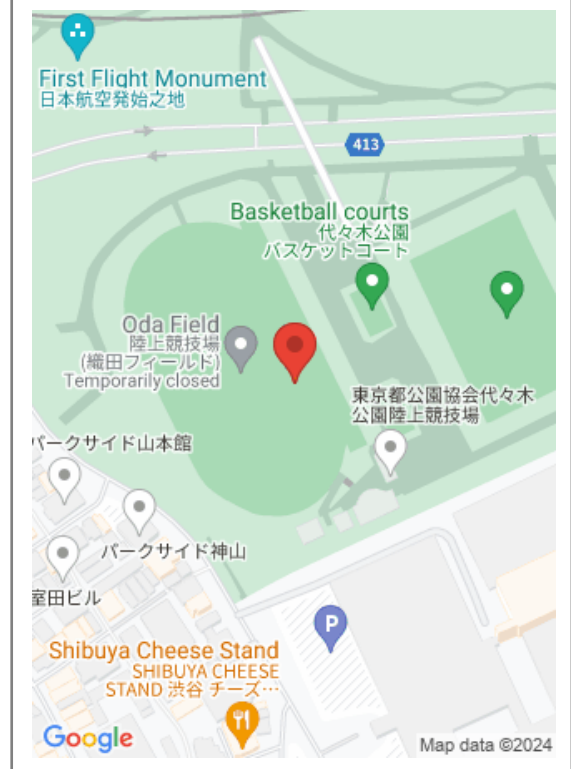 First Flight Monument
日本航空発始之地
413
Basketball courts
代々木公園
バスケットコート
Oda Field
陸上競技場
(織田フィールド)
Temporarily closed
東京都公園協会代々木
公園陸上競技場
パークサイド山本館
パークサイド神山
室田ビル
P
Shibuya Cheese Stand
SHIBUYA CHEESE
STAND 渋谷 チーズ…
Google
Map data ©2024